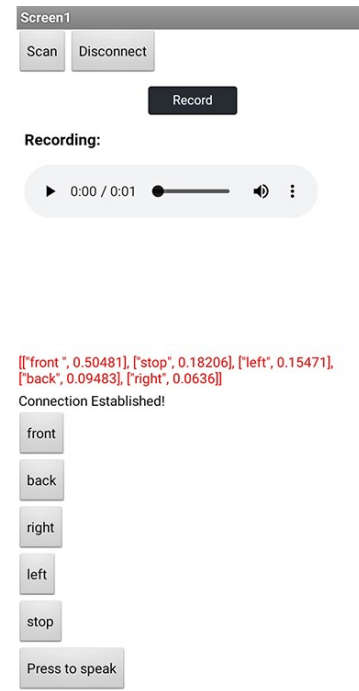 Screen1
Scan Disconnect
Record
Recording:
0:00 / 0:01
[["front ", 0.50481], ["stop", 0.18206], ["left", 0.15471],
["back", 0.09483], ["right", 0.0636]]
Connection Established!
front
back
right
left
stop
Press to speak